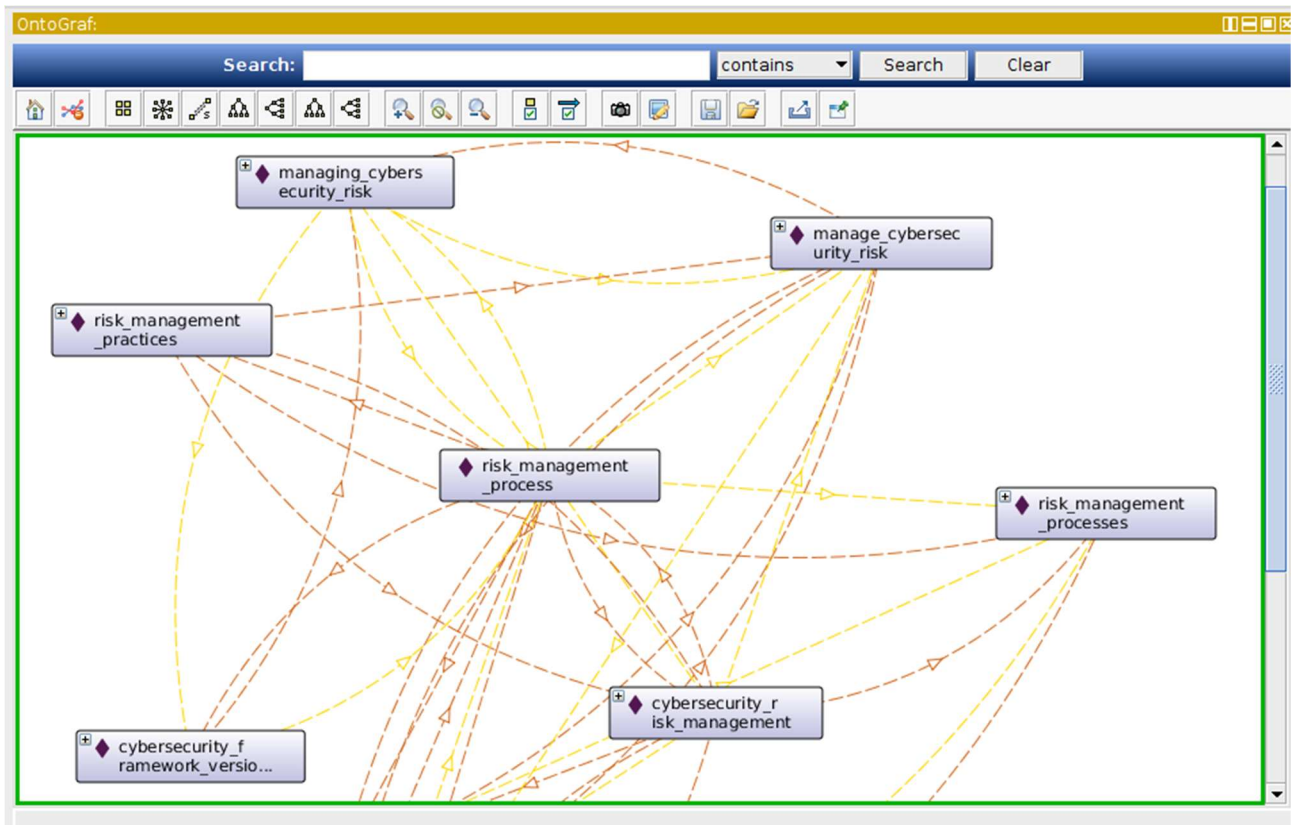 OntoGraf:
Search:
contains
Search
Clear
managing_cybers
ecurity_risk
manage_cybersec
urity_risk
risk_management
_practices
risk_management
_process
risk_management
_processes
cybersecurity_r
isk_management
cybersecurity_f
ramework_versio...